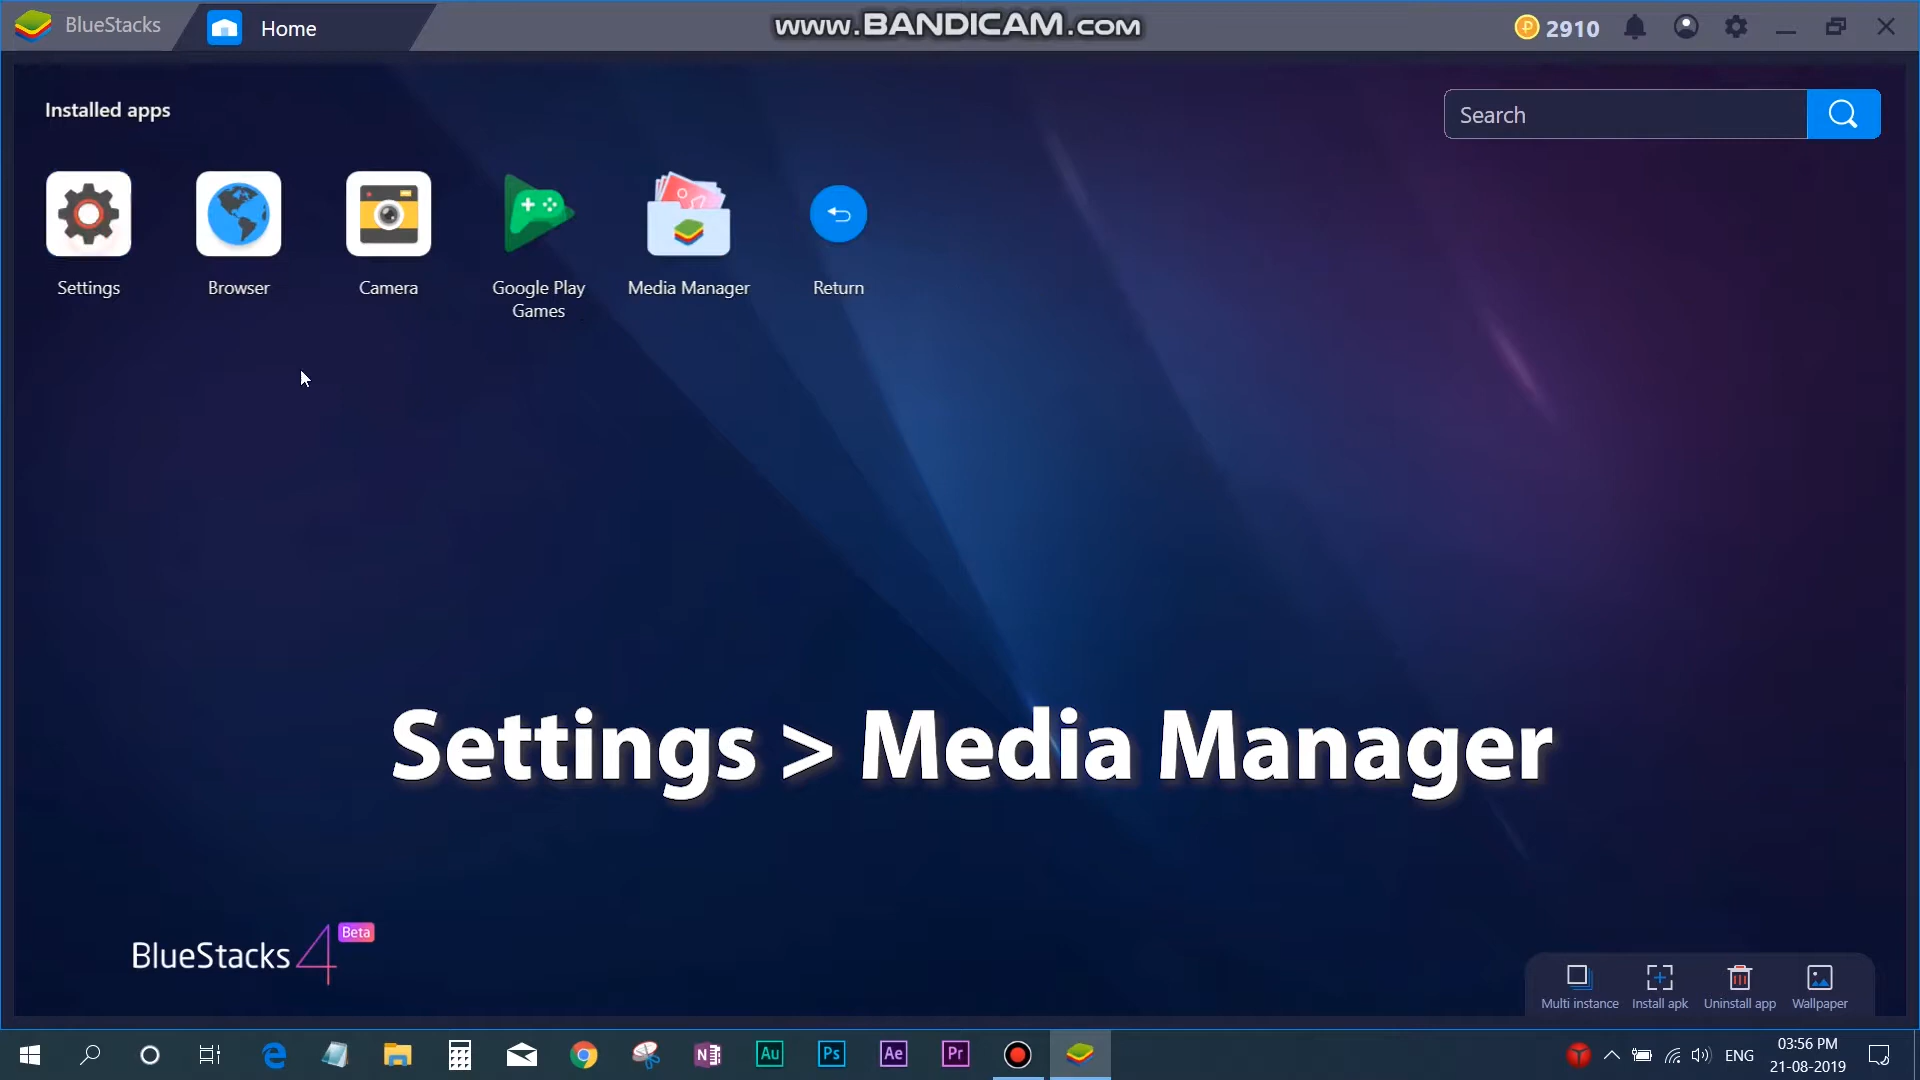 BlueStacks
Home
www.BANDICAM.com
2910
Installed apps
Search
Settings
Browser
Camera
Google Play
Games
Media Manager
Return
Settings > Media Manager
BlueStacks 4 Beta
Multi instance
Install apk
Uninstall app
Wallpaper
Au
Ps
Ae
Pr
ENG
03:56 PM
21-08-2019